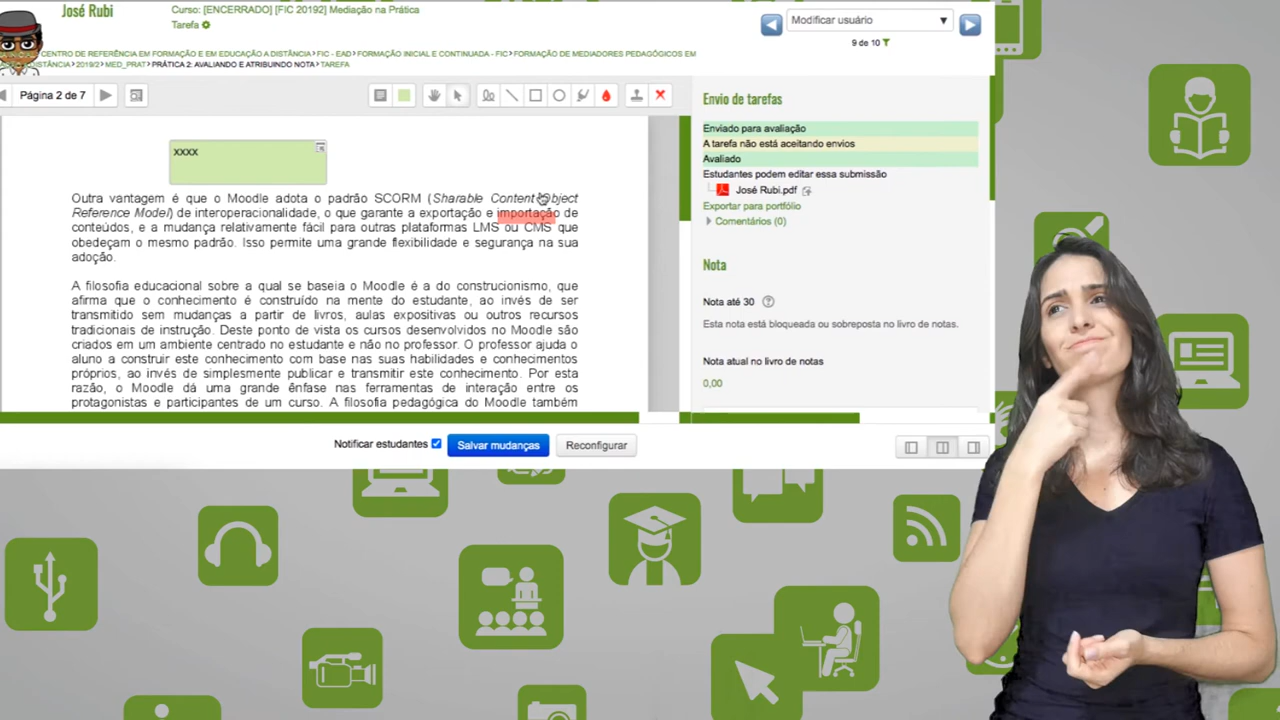 José Rubi
Curso: [ENCERRADO] [FIC 20192] Mediação na Prática
Tarefa
Modificar usuário
9 de 10
CENTRO DE REFERÊNCIA EM FORMAÇÃO E EM EDUCAÇÃO A DISTÂNCIA › FIC - EAD › FORMAÇÃO INICIAL E CONTINUADA - FIC › FORMAÇÃO DE MEDIADORES PEDAGÓGICOS EM
DISTÂNCIA › 2019/2 › MED_PRAT › PRÁTICA 2: AVALIANDO E ATRIBUINDO NOTA › TAREFA
Página 2 de 7
xxxx
Outra vantagem é que o Moodle adota o padrão SCORM (Sharable Content Object
Reference Model) de interoperacionalidade, o que garante a exportação e importação de
conteúdos, e a mudança relativamente fácil para outras plataformas LMS ou CMS que
obedeçam o mesmo padrão. Isso permite uma grande flexibilidade e segurança na sua
adoção.
A filosofia educacional sobre a qual se baseia o Moodle é a do construcionismo, que
afirma que o conhecimento é construído na mente do estudante, ao invés de ser
transmitido sem mudanças a partir de livros, aulas expositivas ou outros recursos
tradicionais de instrução. Deste ponto de vista os cursos desenvolvidos no Moodle são
criados em um ambiente centrado no estudante e não no professor. O professor ajuda o
aluno a construir este conhecimento com base nas suas habilidades e conhecimentos
próprios, ao invés de simplesmente publicar e transmitir este conhecimento. Por esta
razão, o Moodle dá uma grande ênfase nas ferramentas de interação entre os
protagonistas e participantes de um curso. A filosofia pedagógica do Moodle também
Envio de tarefas
Enviado para avaliação
A tarefa não está aceitando envios
Avaliado
Estudantes podem editar essa submissão
José Rubi.pdf
Exportar para portfólio
Comentários (0)
Nota
Nota até 30
Esta nota está bloqueada ou sobreposta no livro de notas.
Nota atual no livro de notas
0,00
Notificar estudantes
Salvar mudanças
Reconfigurar